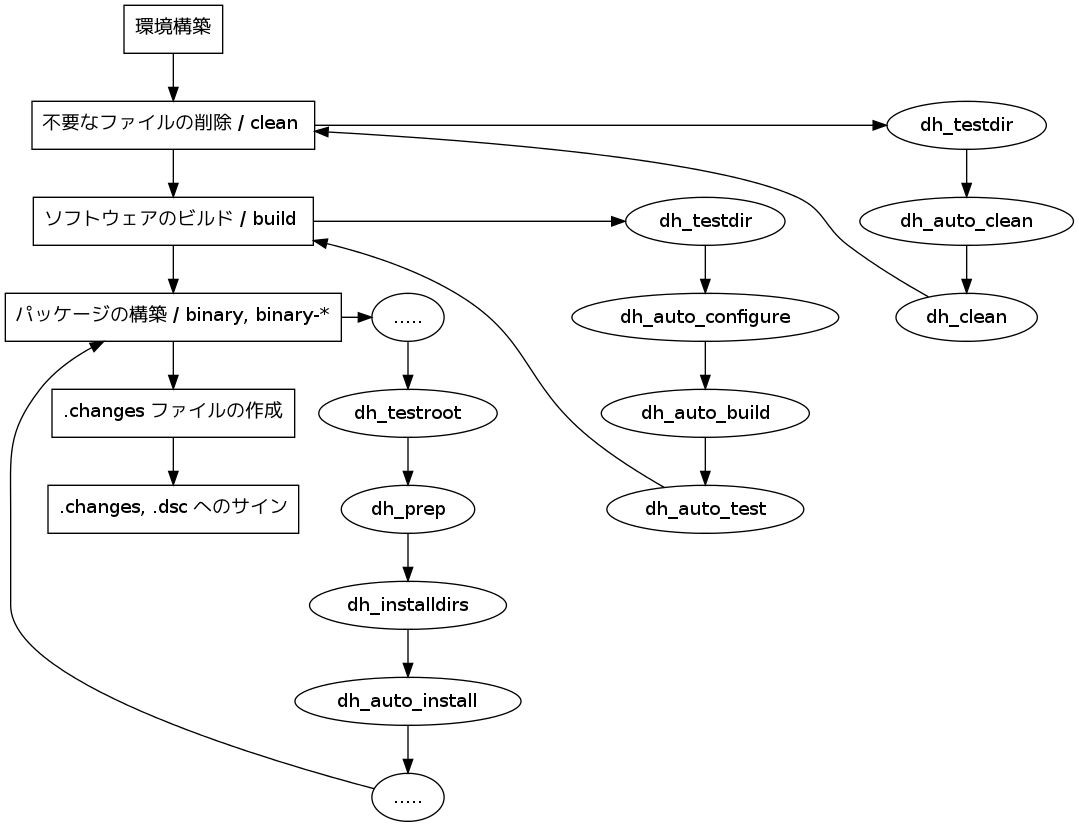 環境構築
不要なファイルの削除 / clean
dh_testdir
ソフトウェアのビルド / build
dh_testdir
dh_auto_clean
パッケージの構築 / binary, binary-*
.....
dh_auto_configure
dh_clean
.changes ファイルの作成
dh_testroot
dh_auto_build
.changes, .dsc へのサイン
dh_prep
dh_auto_test
dh_installdirs
dh_auto_install
.....